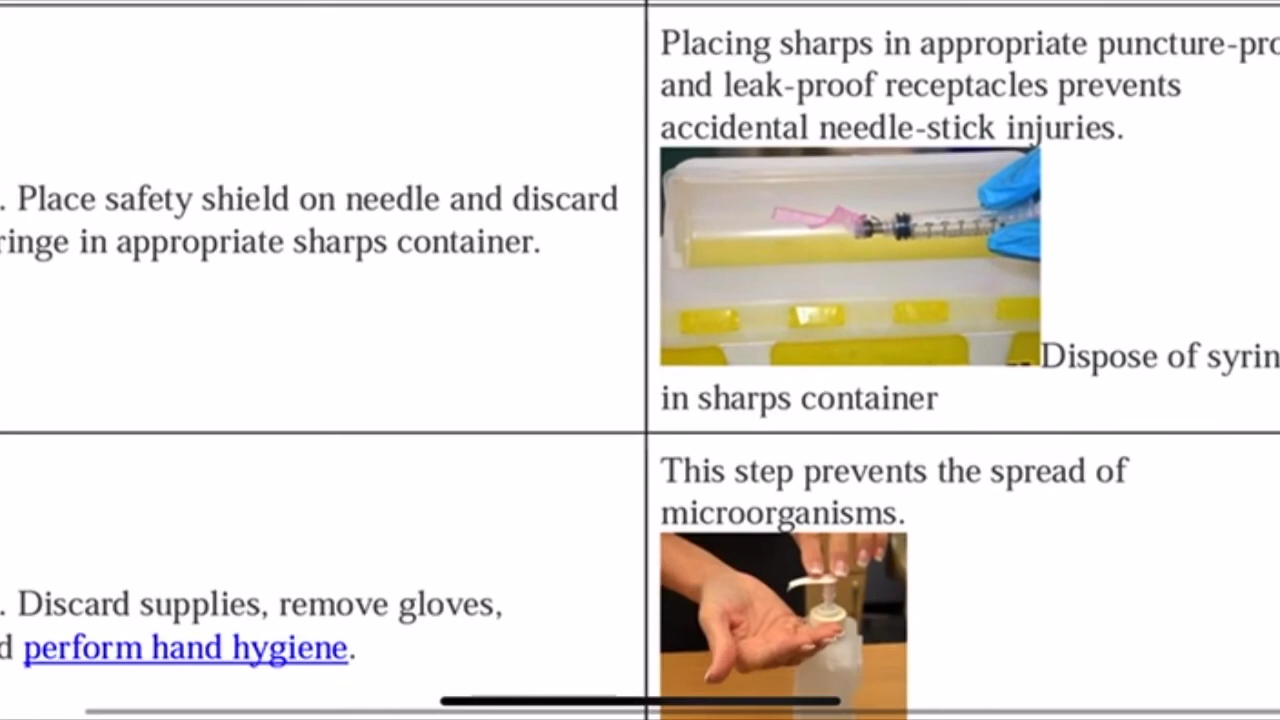 Placing sharps in appropriate puncture-pro
and leak-proof receptacles prevents
accidental needle-stick injuries.
. Place safety shield on needle and discard
ringe in appropriate sharps container.
Dispose of syrin
in sharps container
This step prevents the spread of
microorganisms.
. Discard supplies, remove gloves,
d perform hand hygiene.